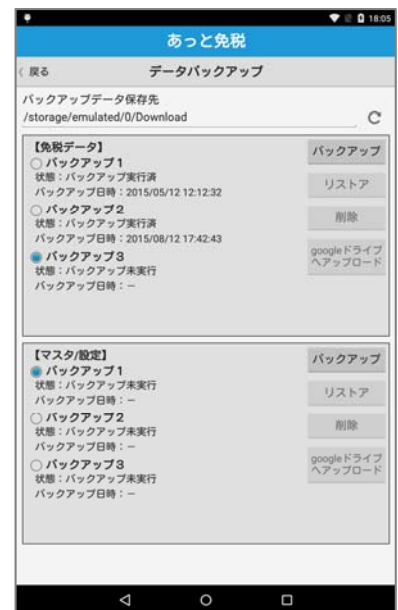 18:05
あっと免税
戻る
データバックアップ
バックアップデータ保存先
/storage/emulated/0/Download
【免税データ】
バックアップ1
状態：バックアップ実行済
バックアップ日時：2015/05/12 12:12:32
バックアップ2
状態：バックアップ実行済
バックアップ日時：2015/08/12 17:42:43
バックアップ3
状態：バックアップ未実行
バックアップ日時：－
バックアップ
リストア
削除
googleドライブ
へアップロード
【マスタ/設定】
バックアップ1
状態：バックアップ未実行
バックアップ日時：－
バックアップ2
状態：バックアップ未実行
バックアップ日時：－
バックアップ3
状態：バックアップ未実行
バックアップ日時：－
バックアップ
リストア
削除
googleドライブ
へアップロード